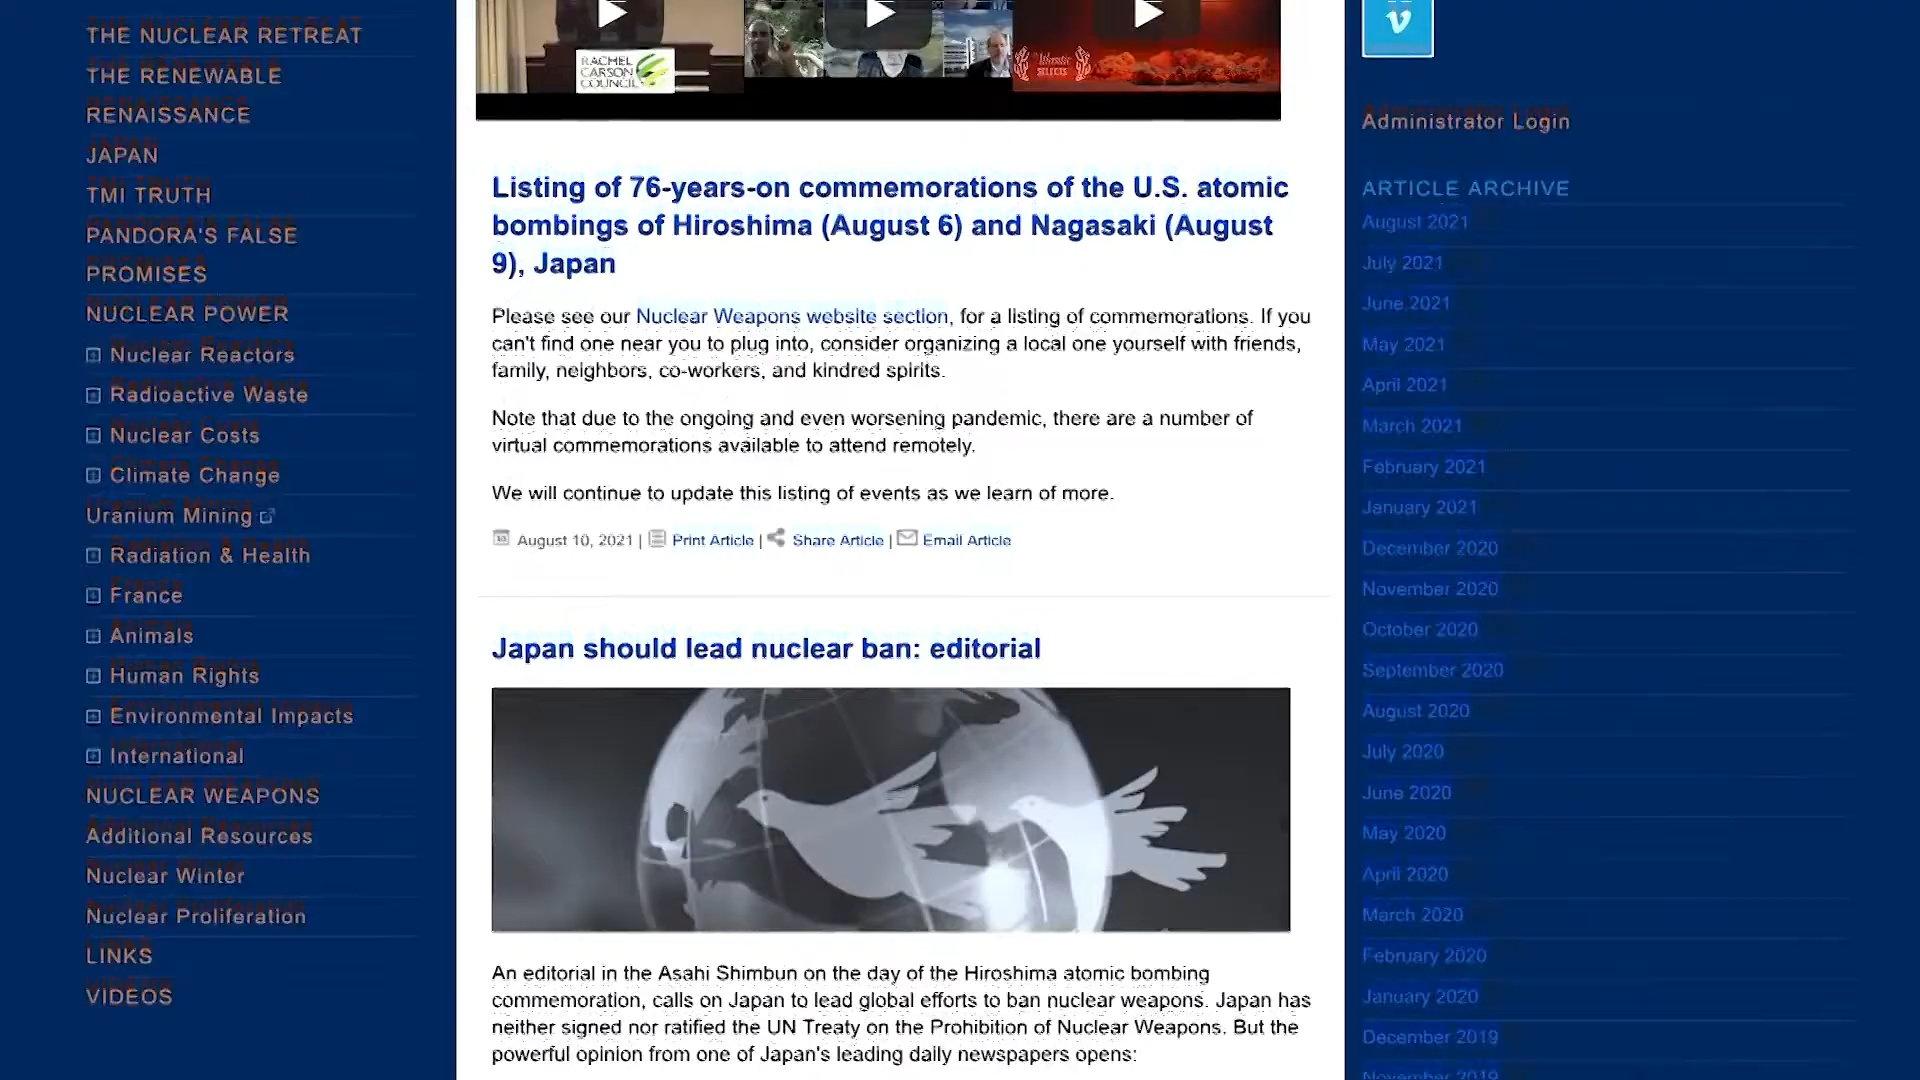 THE NUCLEAR RETREAT
THE RENEWABLE
RENAISSANCE
JAPAN
TMI TRUTH
PANDORA'S FALSE
PROMISES
NUCLEAR POWER
Nuclear Reactors
Radioactive Waste
Nuclear Costs
Climate Change
Uranium Mining
Radiation & Health
France
Animals
Human Rights
Environmental Impacts
International
NUCLEAR WEAPONS
Additional Resources
Nuclear Winter
Nuclear Proliferation
LINKS
VIDEOS
RACHEL
CARSON
COUNCIL
SELECTS
Listing of 76-years-on commemorations of the U.S. atomic
bombings of Hiroshima (August 6) and Nagasaki (August
9), Japan
Please see our Nuclear Weapons website section, for a listing of commemorations. If you
can't find one near you to plug into, consider organizing a local one yourself with friends,
family, neighbors, co-workers, and kindred spirits.
Note that due to the ongoing and even worsening pandemic, there are a number of
virtual commemorations available to attend remotely.
We will continue to update this listing of events as we learn of more.
August 10, 2021 | Print Article | Share Article | Email Article
Japan should lead nuclear ban: editorial
An editorial in the Asahi Shimbun on the day of the Hiroshima atomic bombing
commemoration, calls on Japan to lead global efforts to ban nuclear weapons. Japan has
neither signed nor ratified the UN Treaty on the Prohibition of Nuclear Weapons. But the
powerful opinion from one of Japan's leading daily newspapers opens:
Administrator Login
ARTICLE ARCHIVE
August 2021
July 2021
June 2021
May 2021
April 2021
March 2021
February 2021
January 2021
December 2020
November 2020
October 2020
September 2020
August 2020
July 2020
June 2020
May 2020
April 2020
March 2020
February 2020
January 2020
December 2019
November 2019